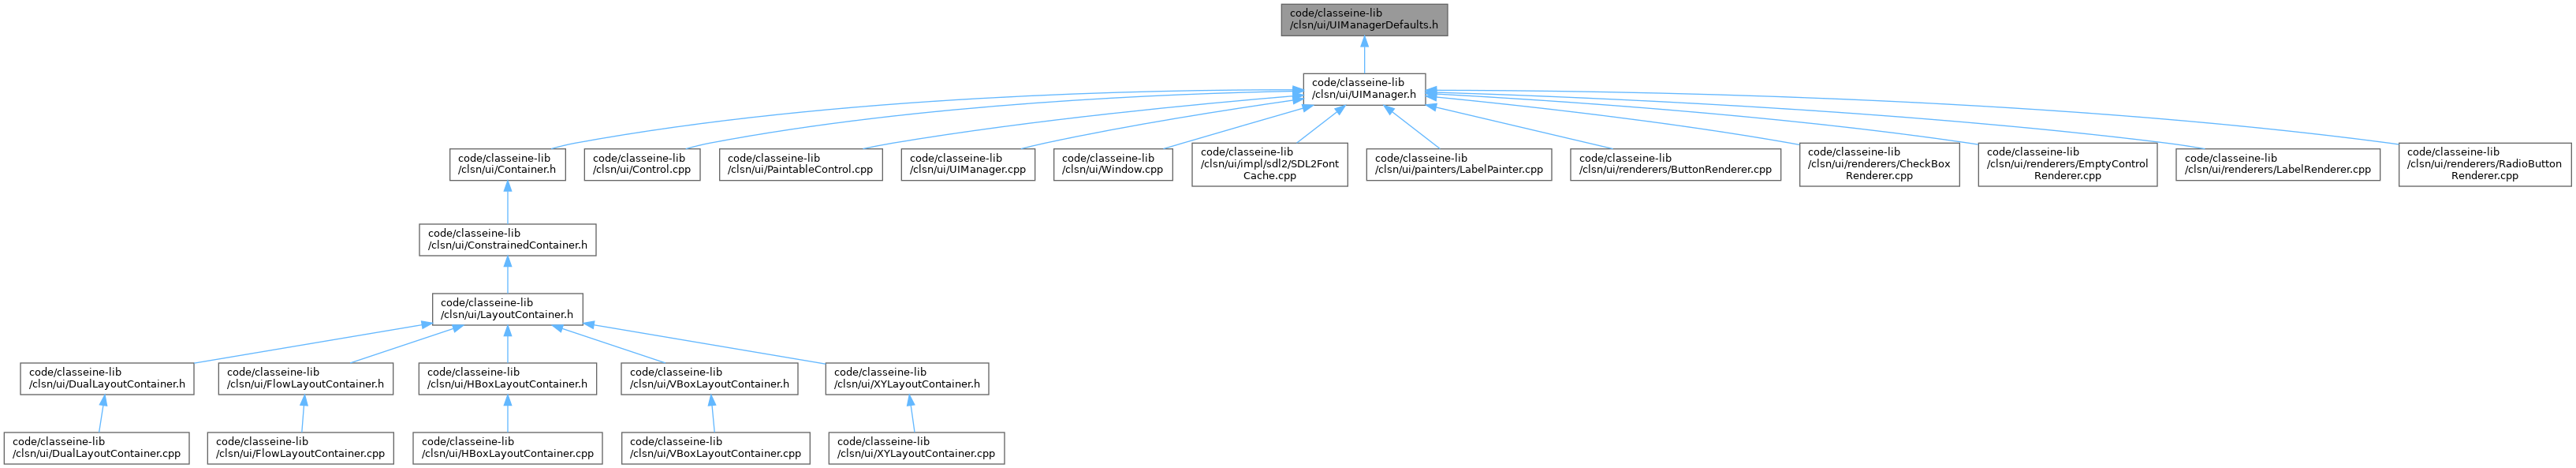 code/classeine-lib
/clsn/ui/UIManagerDefaults.h
code/classeine-lib
/clsn/ui/UIManager.h
code/classeine-lib
/clsn/ui/Container.h
code/classeine-lib
/clsn/ui/Control.cpp
code/classeine-lib
/clsn/ui/PaintableControl.cpp
code/classeine-lib
/clsn/ui/UIManager.cpp
code/classeine-lib
/clsn/ui/Window.cpp
code/classeine-lib
/clsn/ui/impl/sdl2/SDL2Font
Cache.cpp
code/classeine-lib
/clsn/ui/painters/LabelPainter.cpp
code/classeine-lib
/clsn/ui/renderers/ButtonRenderer.cpp
code/classeine-lib
/clsn/ui/renderers/CheckBox
Renderer.cpp
code/classeine-lib
/clsn/ui/renderers/EmptyControl
Renderer.cpp
code/classeine-lib
/clsn/ui/renderers/LabelRenderer.cpp
code/classeine-lib
/clsn/ui/renderers/RadioButton
Renderer.cpp
code/classeine-lib
/clsn/ui/ConstrainedContainer.h
code/classeine-lib
/clsn/ui/LayoutContainer.h
code/classeine-lib
/clsn/ui/DualLayoutContainer.h
code/classeine-lib
/clsn/ui/FlowLayoutContainer.h
code/classeine-lib
/clsn/ui/HBoxLayoutContainer.h
code/classeine-lib
/clsn/ui/VBoxLayoutContainer.h
code/classeine-lib
/clsn/ui/XYLayoutContainer.h
code/classeine-lib
/clsn/ui/DualLayoutContainer.cpp
code/classeine-lib
/clsn/ui/FlowLayoutContainer.cpp
code/classeine-lib
/clsn/ui/HBoxLayoutContainer.cpp
code/classeine-lib
/clsn/ui/VBoxLayoutContainer.cpp
code/classeine-lib
/clsn/ui/XYLayoutContainer.cpp